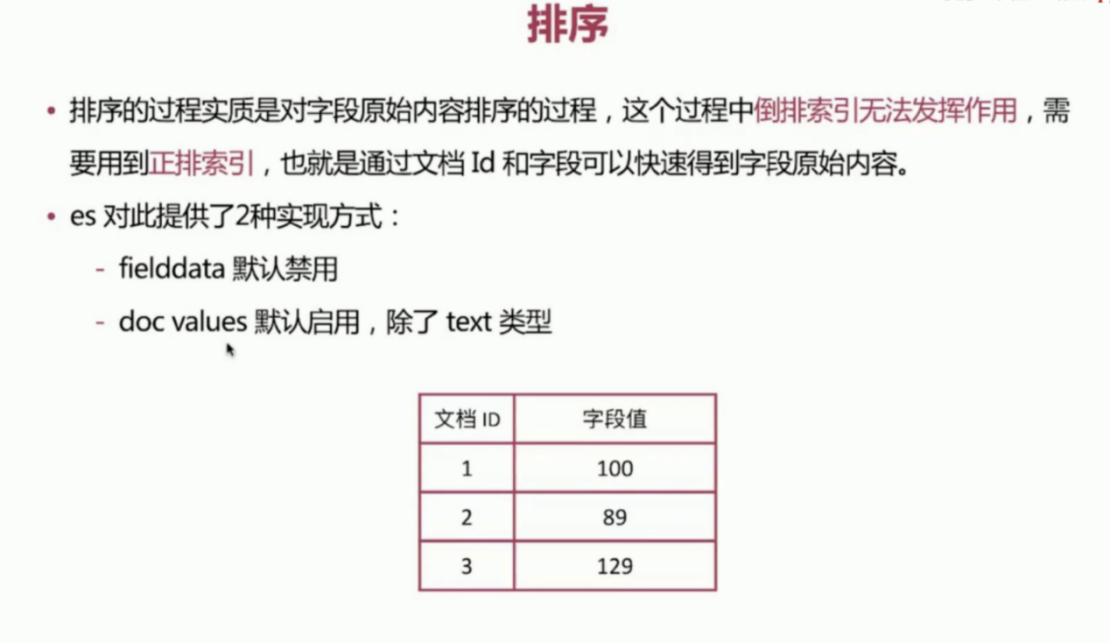 排序
• 排序的过程实质是对字段原始内容排序的过程，这个过程中倒排索引无法发挥作用，需
要用到正排索引，也就是通过文档 Id 和字段可以快速得到字段原始内容。
• es 对此提供了2种实现方式：
- fielddata 默认禁用
- doc values 默认启用，除了 text 类型
文档 ID 字段值
1 100
2 89
3 129